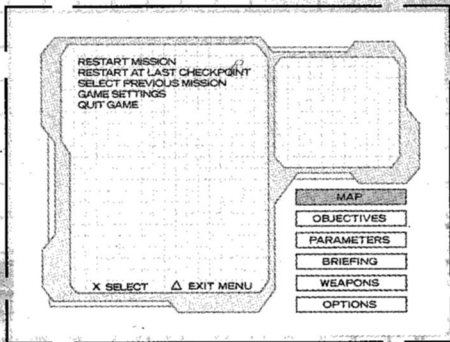 RESTART MISSION
RESTART AT LAST CHECKPOINT
SELECT PREVIOUS MISSION
GAME SETTINGS
QUIT GAME
X SELECT △ EXIT MENU
MAP
OBJECTIVES
PARAMETERS
BRIEFING
WEAPONS
OPTIONS